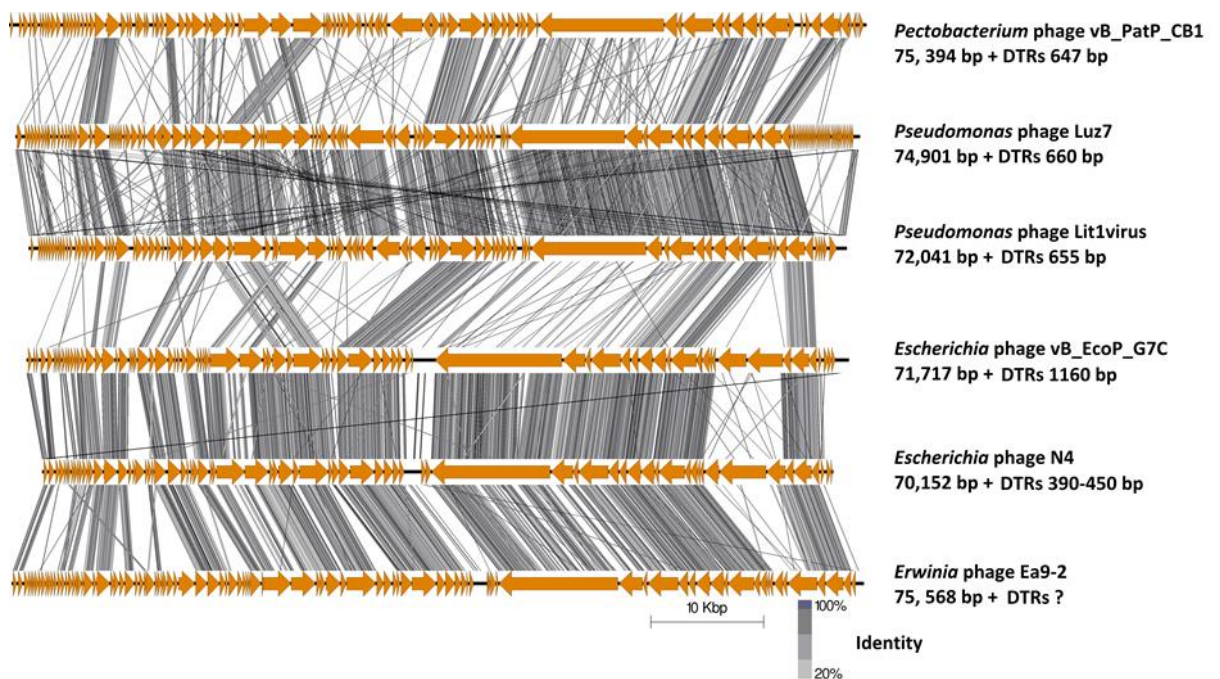 Pectobacterium phage vB_PatP_CB1
75, 394 bp + DTRs 647 bp
Pseudomonas phage Luz7
74,901 bp + DTRs 660 bp
Pseudomonas phage Lit1virus
72,041 bp + DTRs 655 bp
Escherichia phage vB_EcoP_G7C
71,717 bp + DTRs 1160 bp
Escherichia phage N4
70,152 bp + DTRs 390-450 bp
Erwinia phage Ea9-2
75, 568 bp + DTRs ?
10 Kbp
100%
Identity
20%